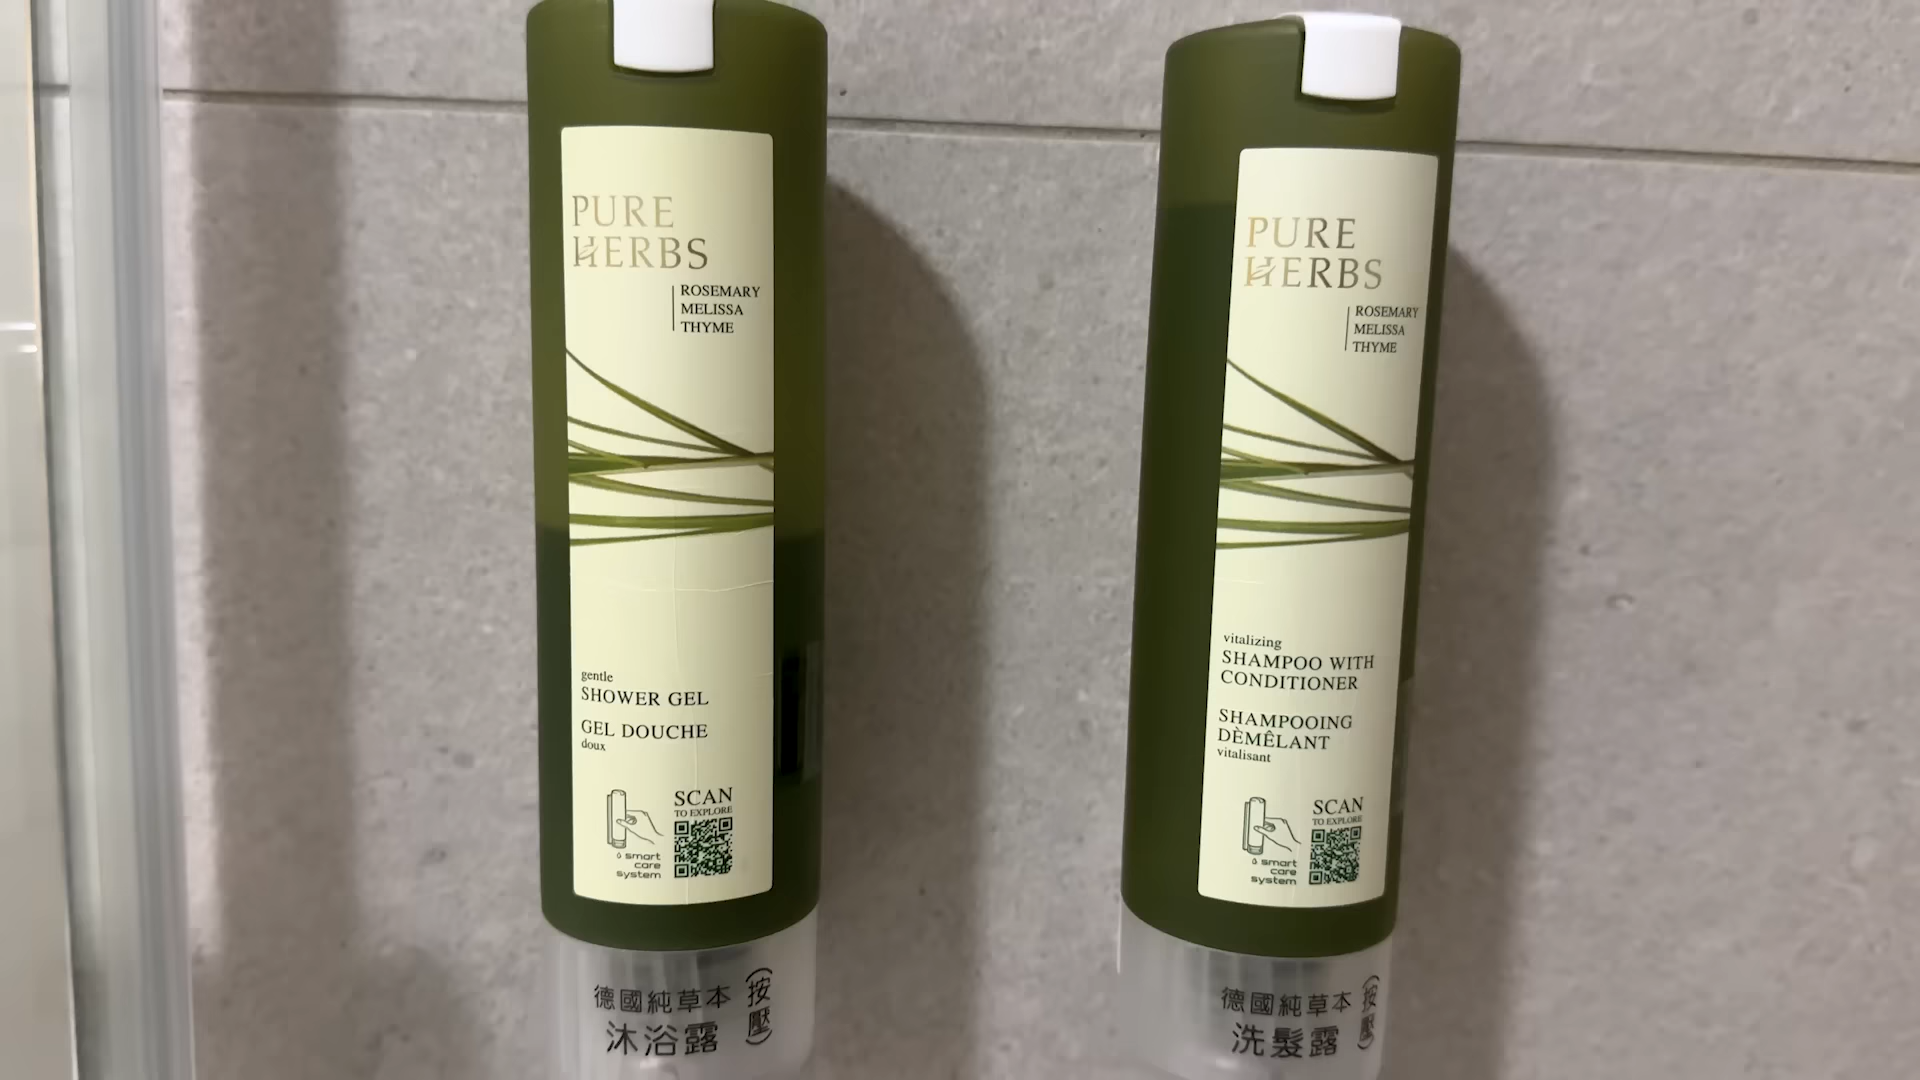 PURE
HERBS
ROSEMARY
MELISSA
THYME
gentle
SHOWER GEL
GEL DOUCHE
doux
SCAN
TO EXPLORE
smart
care
system
德國純草本
沐浴露
(按壓)
PURE
HERBS
ROSEMARY
MELISSA
THYME
vitalizing
SHAMPOO WITH
CONDITIONER
SHAMPOOING
DÈMÊLANT
vitalisant
SCAN
TO EXPLORE
smart
care
system
德國純草本
洗髮露
(按壓)